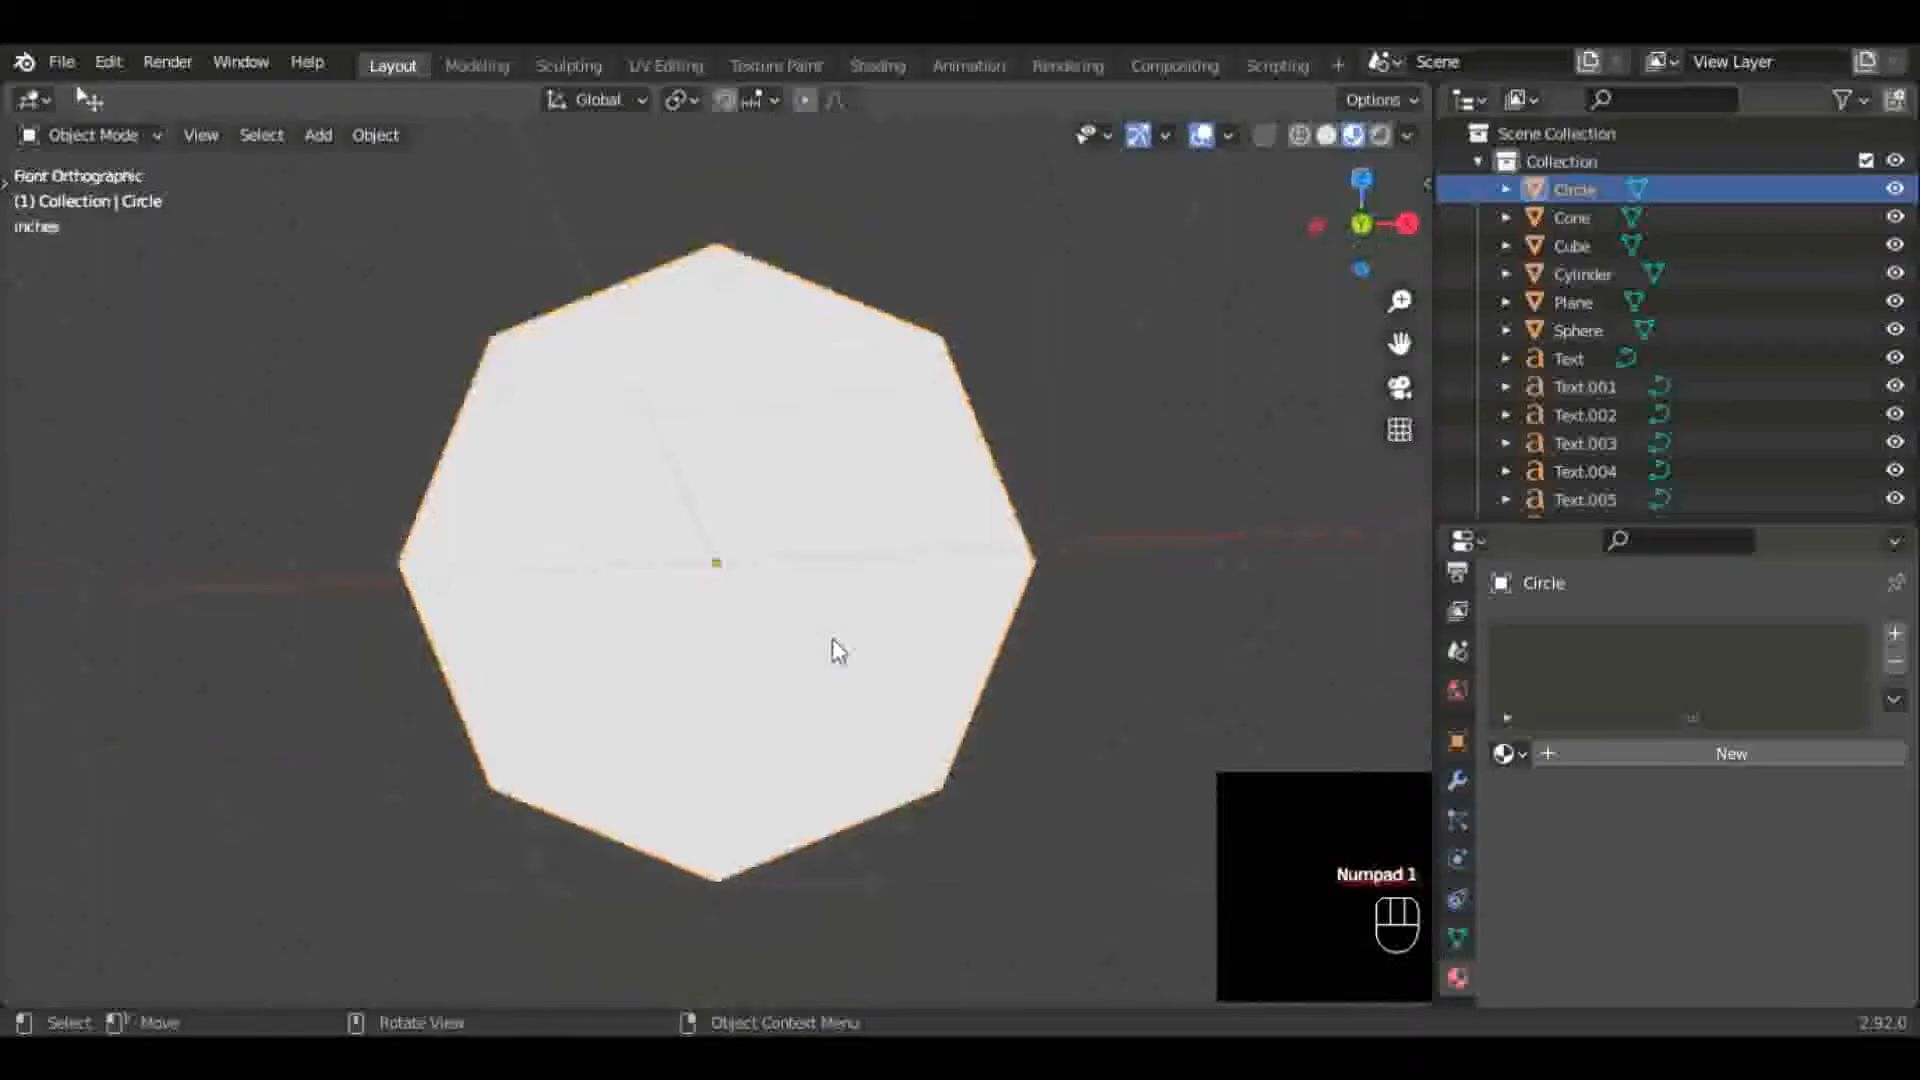 File Edit Render Window Help Layout Modeling Sculpting UV Editing Texture Paint Shading Animation Rendering Compositing Scripting + Scene View Layer
Global Options
Object Mode View Select Add Object
Front Orthographic
(1) Collection | Circle
Inches
Scene Collection
Collection
Circle
Cone
Cube
Cylinder
Plane
Sphere
Text
Text.001
Text.002
Text.003
Text.004
Text.005
Circle
New
Numpad 1
Select Move Rotate View Object Context Menu 2.92.0